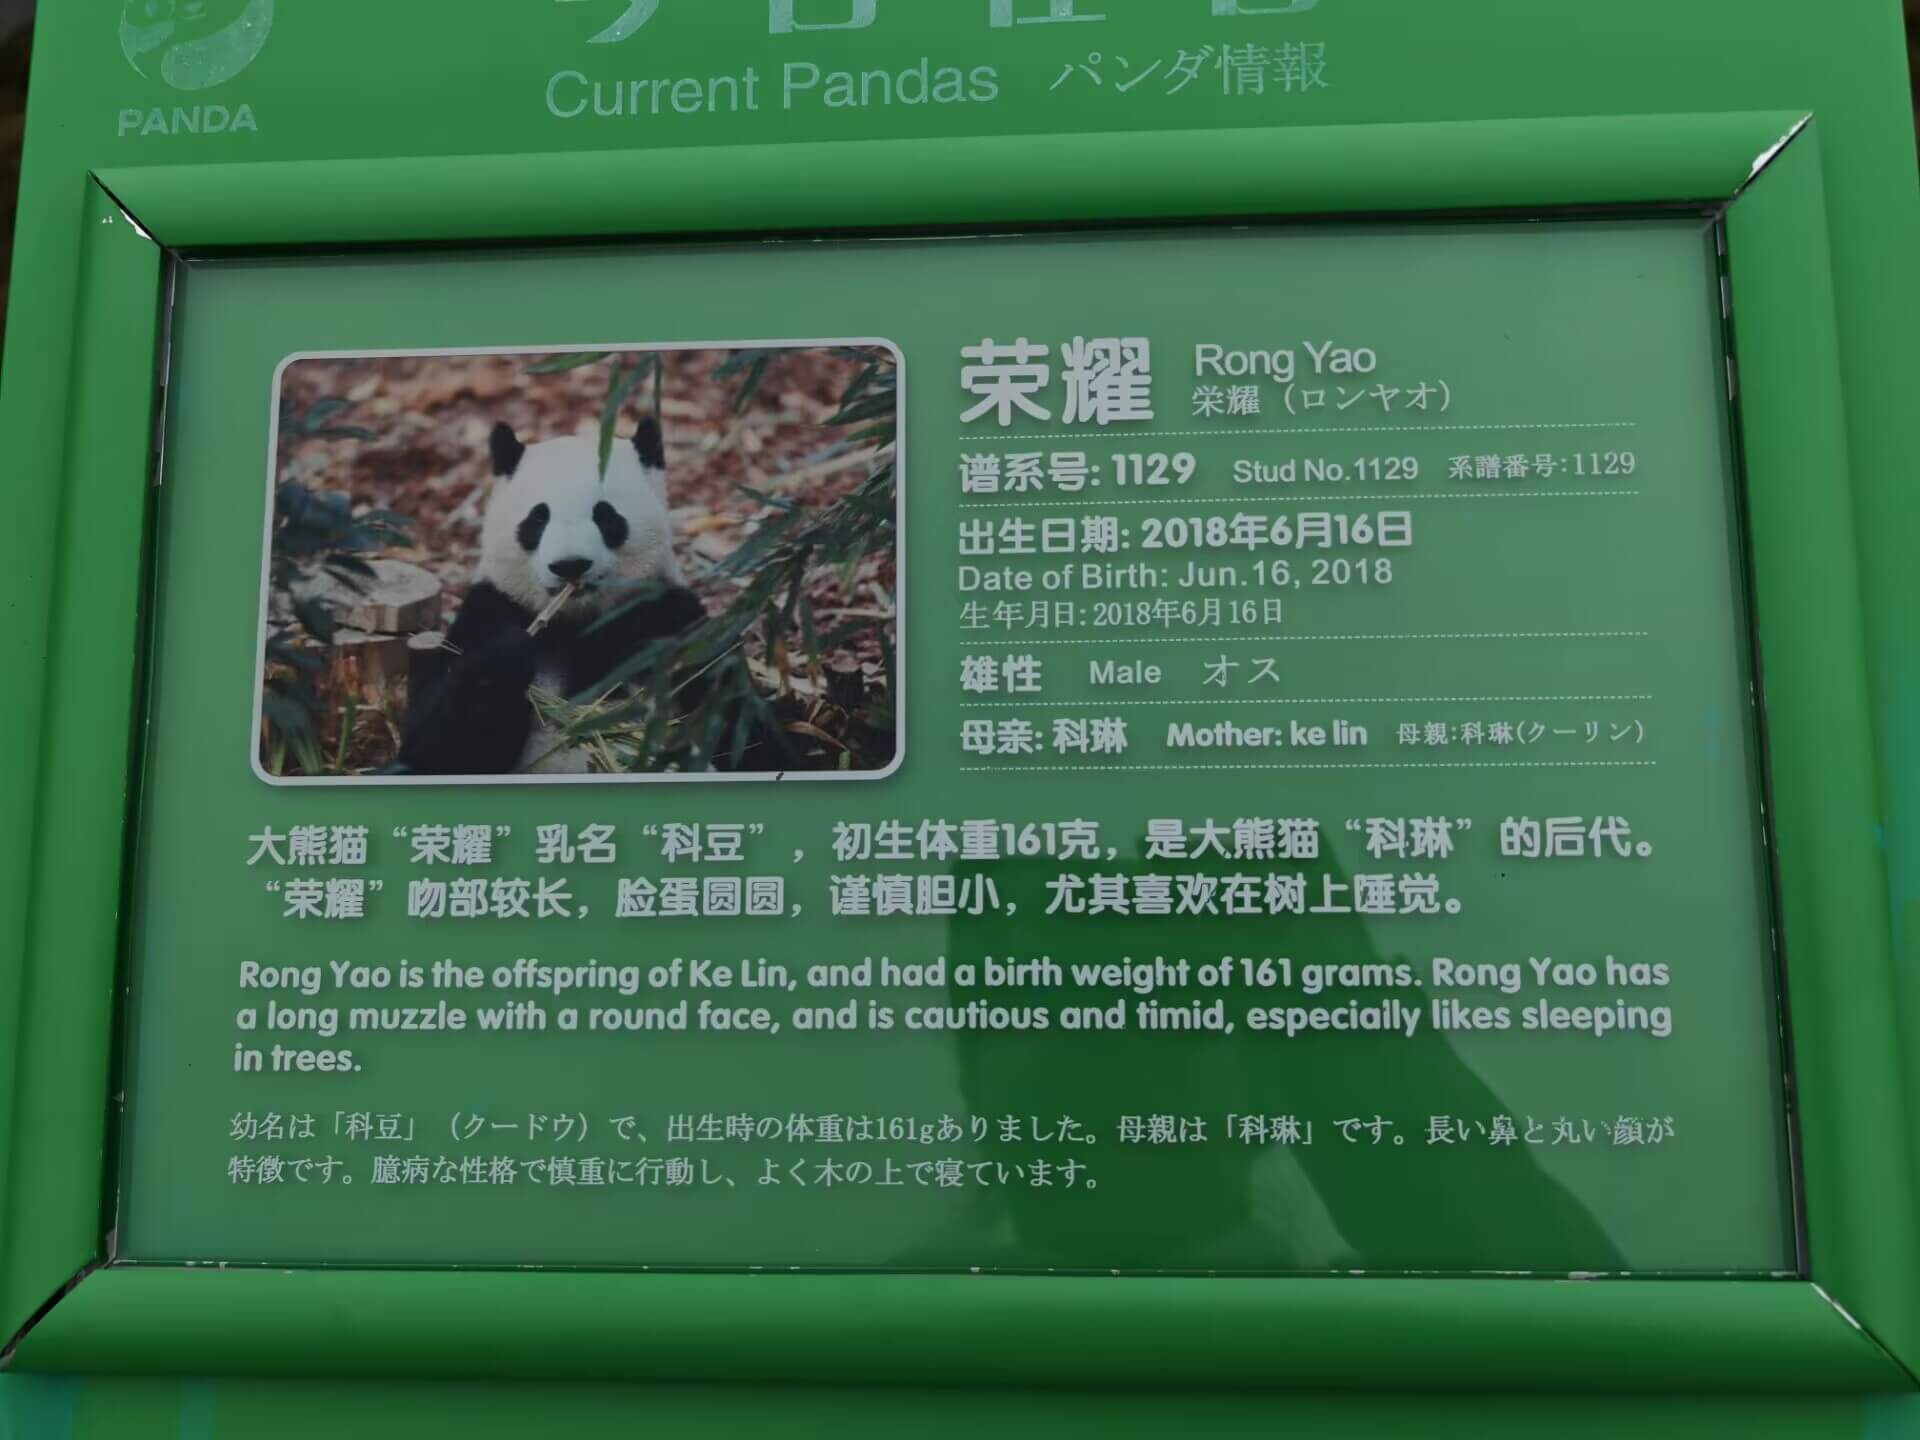 PANDA
Current Pandas パンダ情報
荣耀 Rong Yao
栄耀（ロンヤオ）
谱系号: 1129 Stud No.1129 系譜番号:1129
出生日期: 2018年6月16日
Date of Birth: Jun.16, 2018
生年月日: 2018年6月16日
雄性 Male オス
母亲: 科琳 Mother: ke lin 母親:科琳(クーリン)
大熊猫“荣耀”乳名“科豆”，初生体重161克，是大熊猫“科琳”的后代。
“荣耀”吻部较长，脸蛋圆圆，谨慎胆小，尤其喜欢在树上睡觉。
Rong Yao is the offspring of Ke Lin, and had a birth weight of 161 grams. Rong Yao has
a long muzzle with a round face, and is cautious and timid, especially likes sleeping
in trees.
幼名は「科豆」（クードウ）で、出生時の体重は161gありました。母親は「科琳」です。長い鼻と丸い顔が
特徴です。臆病な性格で慎重に行動し、よく木の上で寝ています。